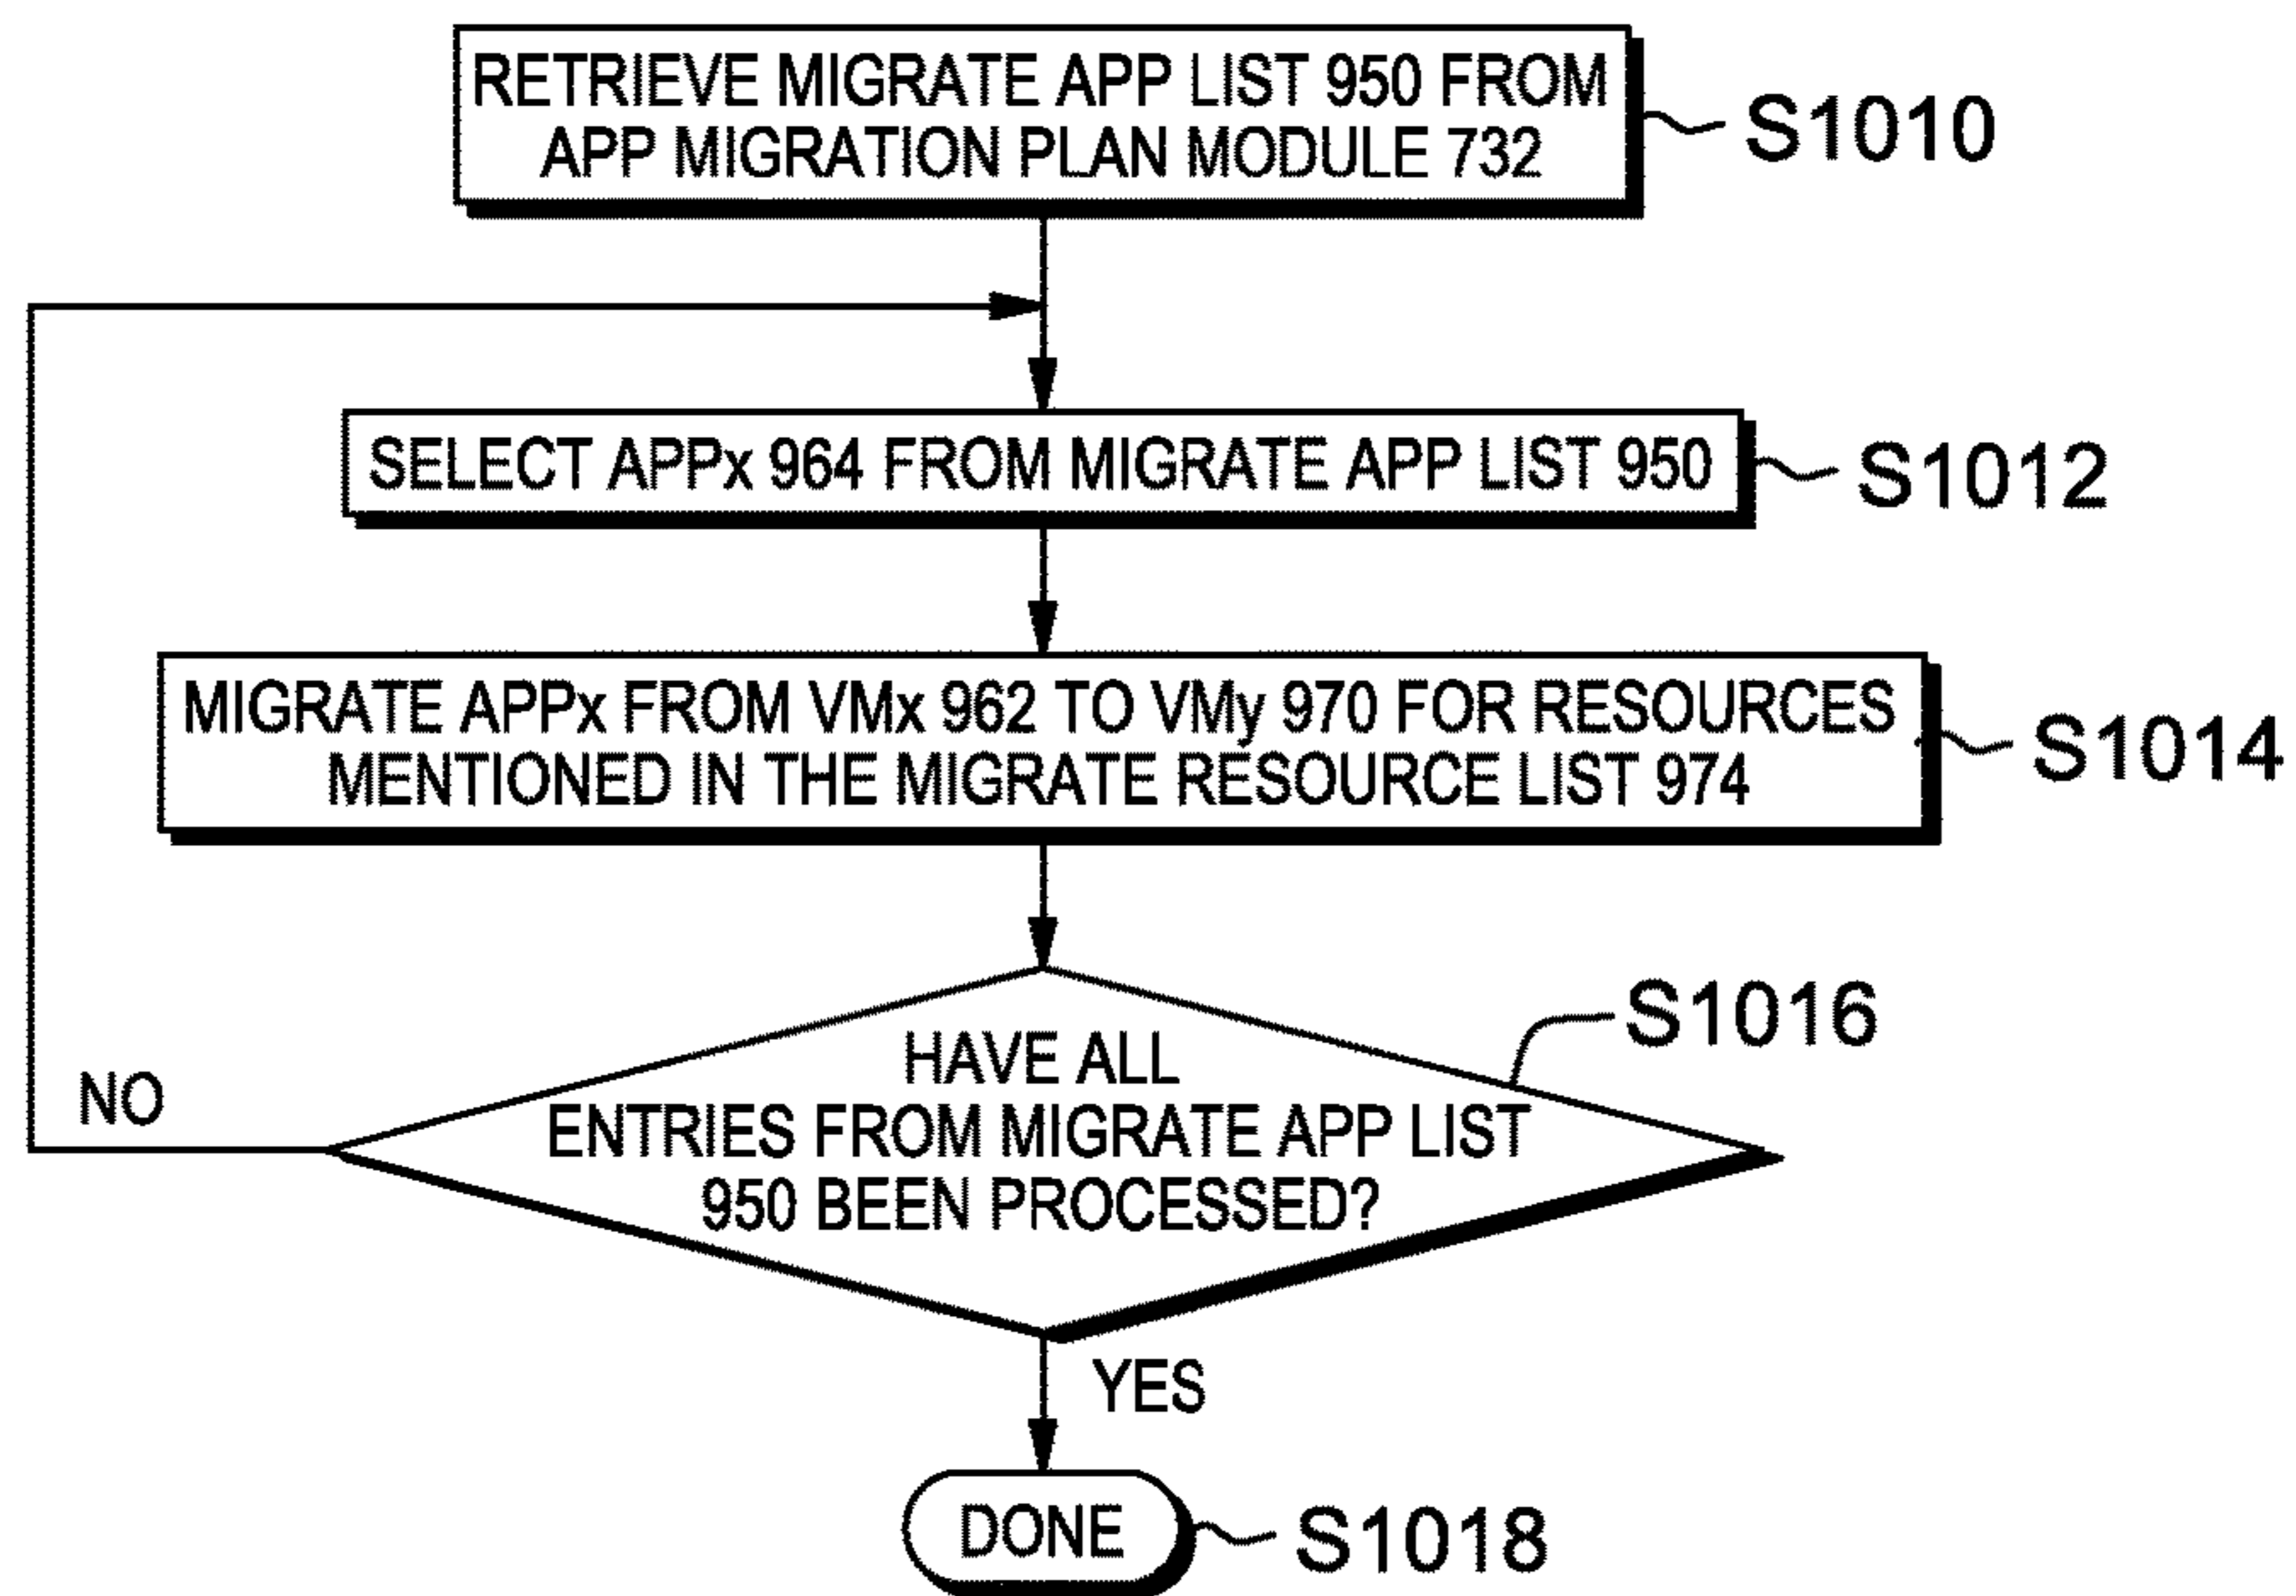 RETRIEVE MIGRATE APP LIST 950 FROM
APP MIGRATION PLAN MODULE 732
S1010
SELECT APPx 964 FROM MIGRATE APP LIST 950
S1012
MIGRATE APPx FROM VMx 962 TO VMy 970 FOR RESOURCES
MENTIONED IN THE MIGRATE RESOURCE LIST 974
S1014
HAVE ALL
ENTRIES FROM MIGRATE APP LIST
950 BEEN PROCESSED?
S1016
NO
YES
DONE
S1018